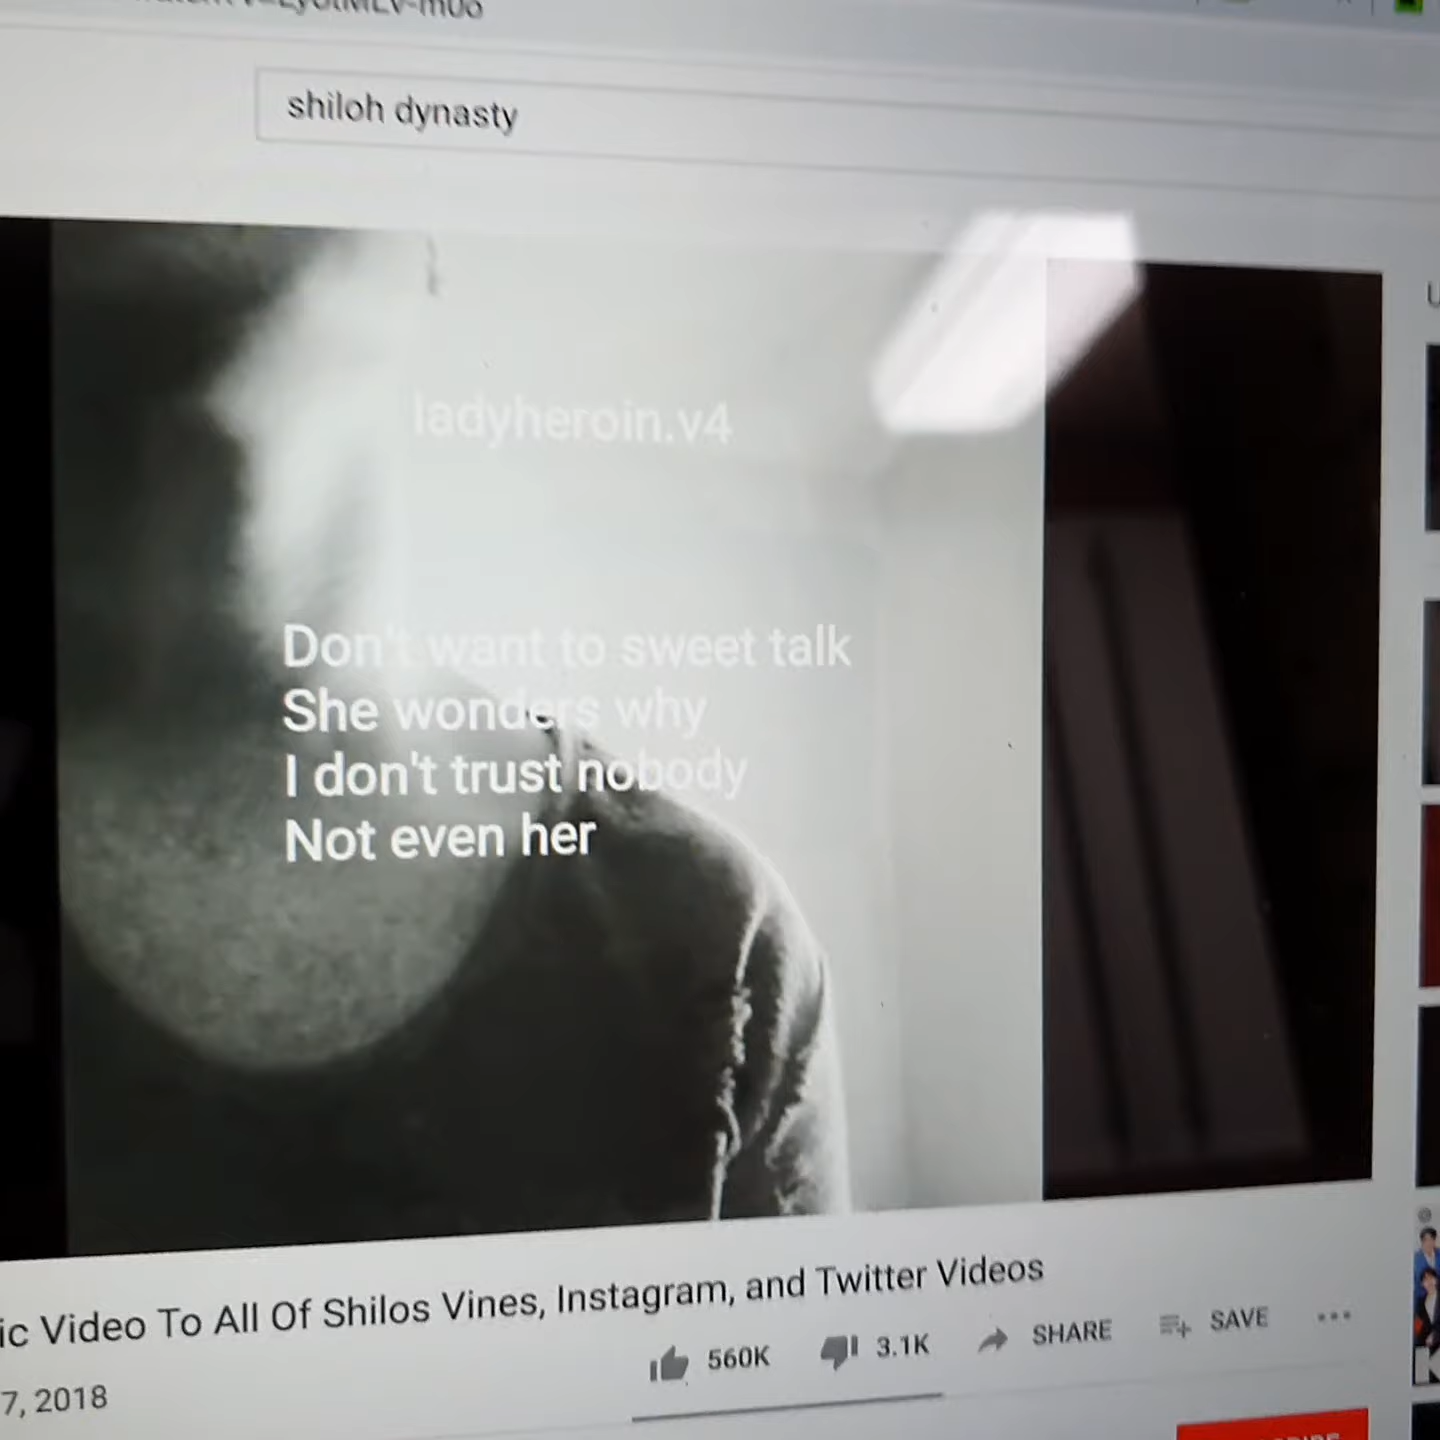 shiloh dynasty
ladyheroin.v4
Don't want to sweet talk
She wonders why
I don't trust nobody
Not even her
ic Video To All Of Shilos Vines, Instagram, and Twitter Videos
560K 3.1K SHARE SAVE
7, 2018